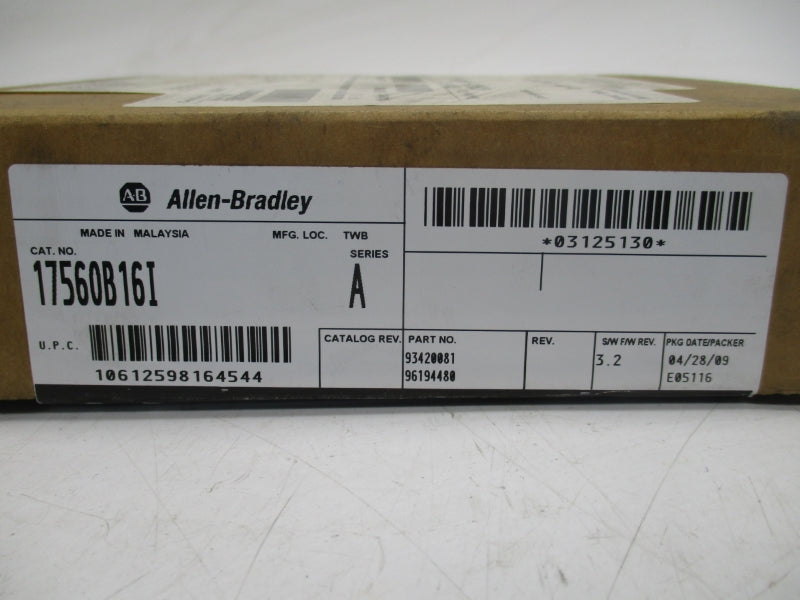 A-B Allen-Bradley
MADE IN MALAYSIA MFG. LOC. TWB
CAT. NO. SERIES
1756OB16I A
U.P.C.
10612598164544
*03125130*
CATALOG REV. PART NO. REV. S/W F/W REV. PKG DATE/PACKER
93420081 3.2 04/28/09
96194480 E05116